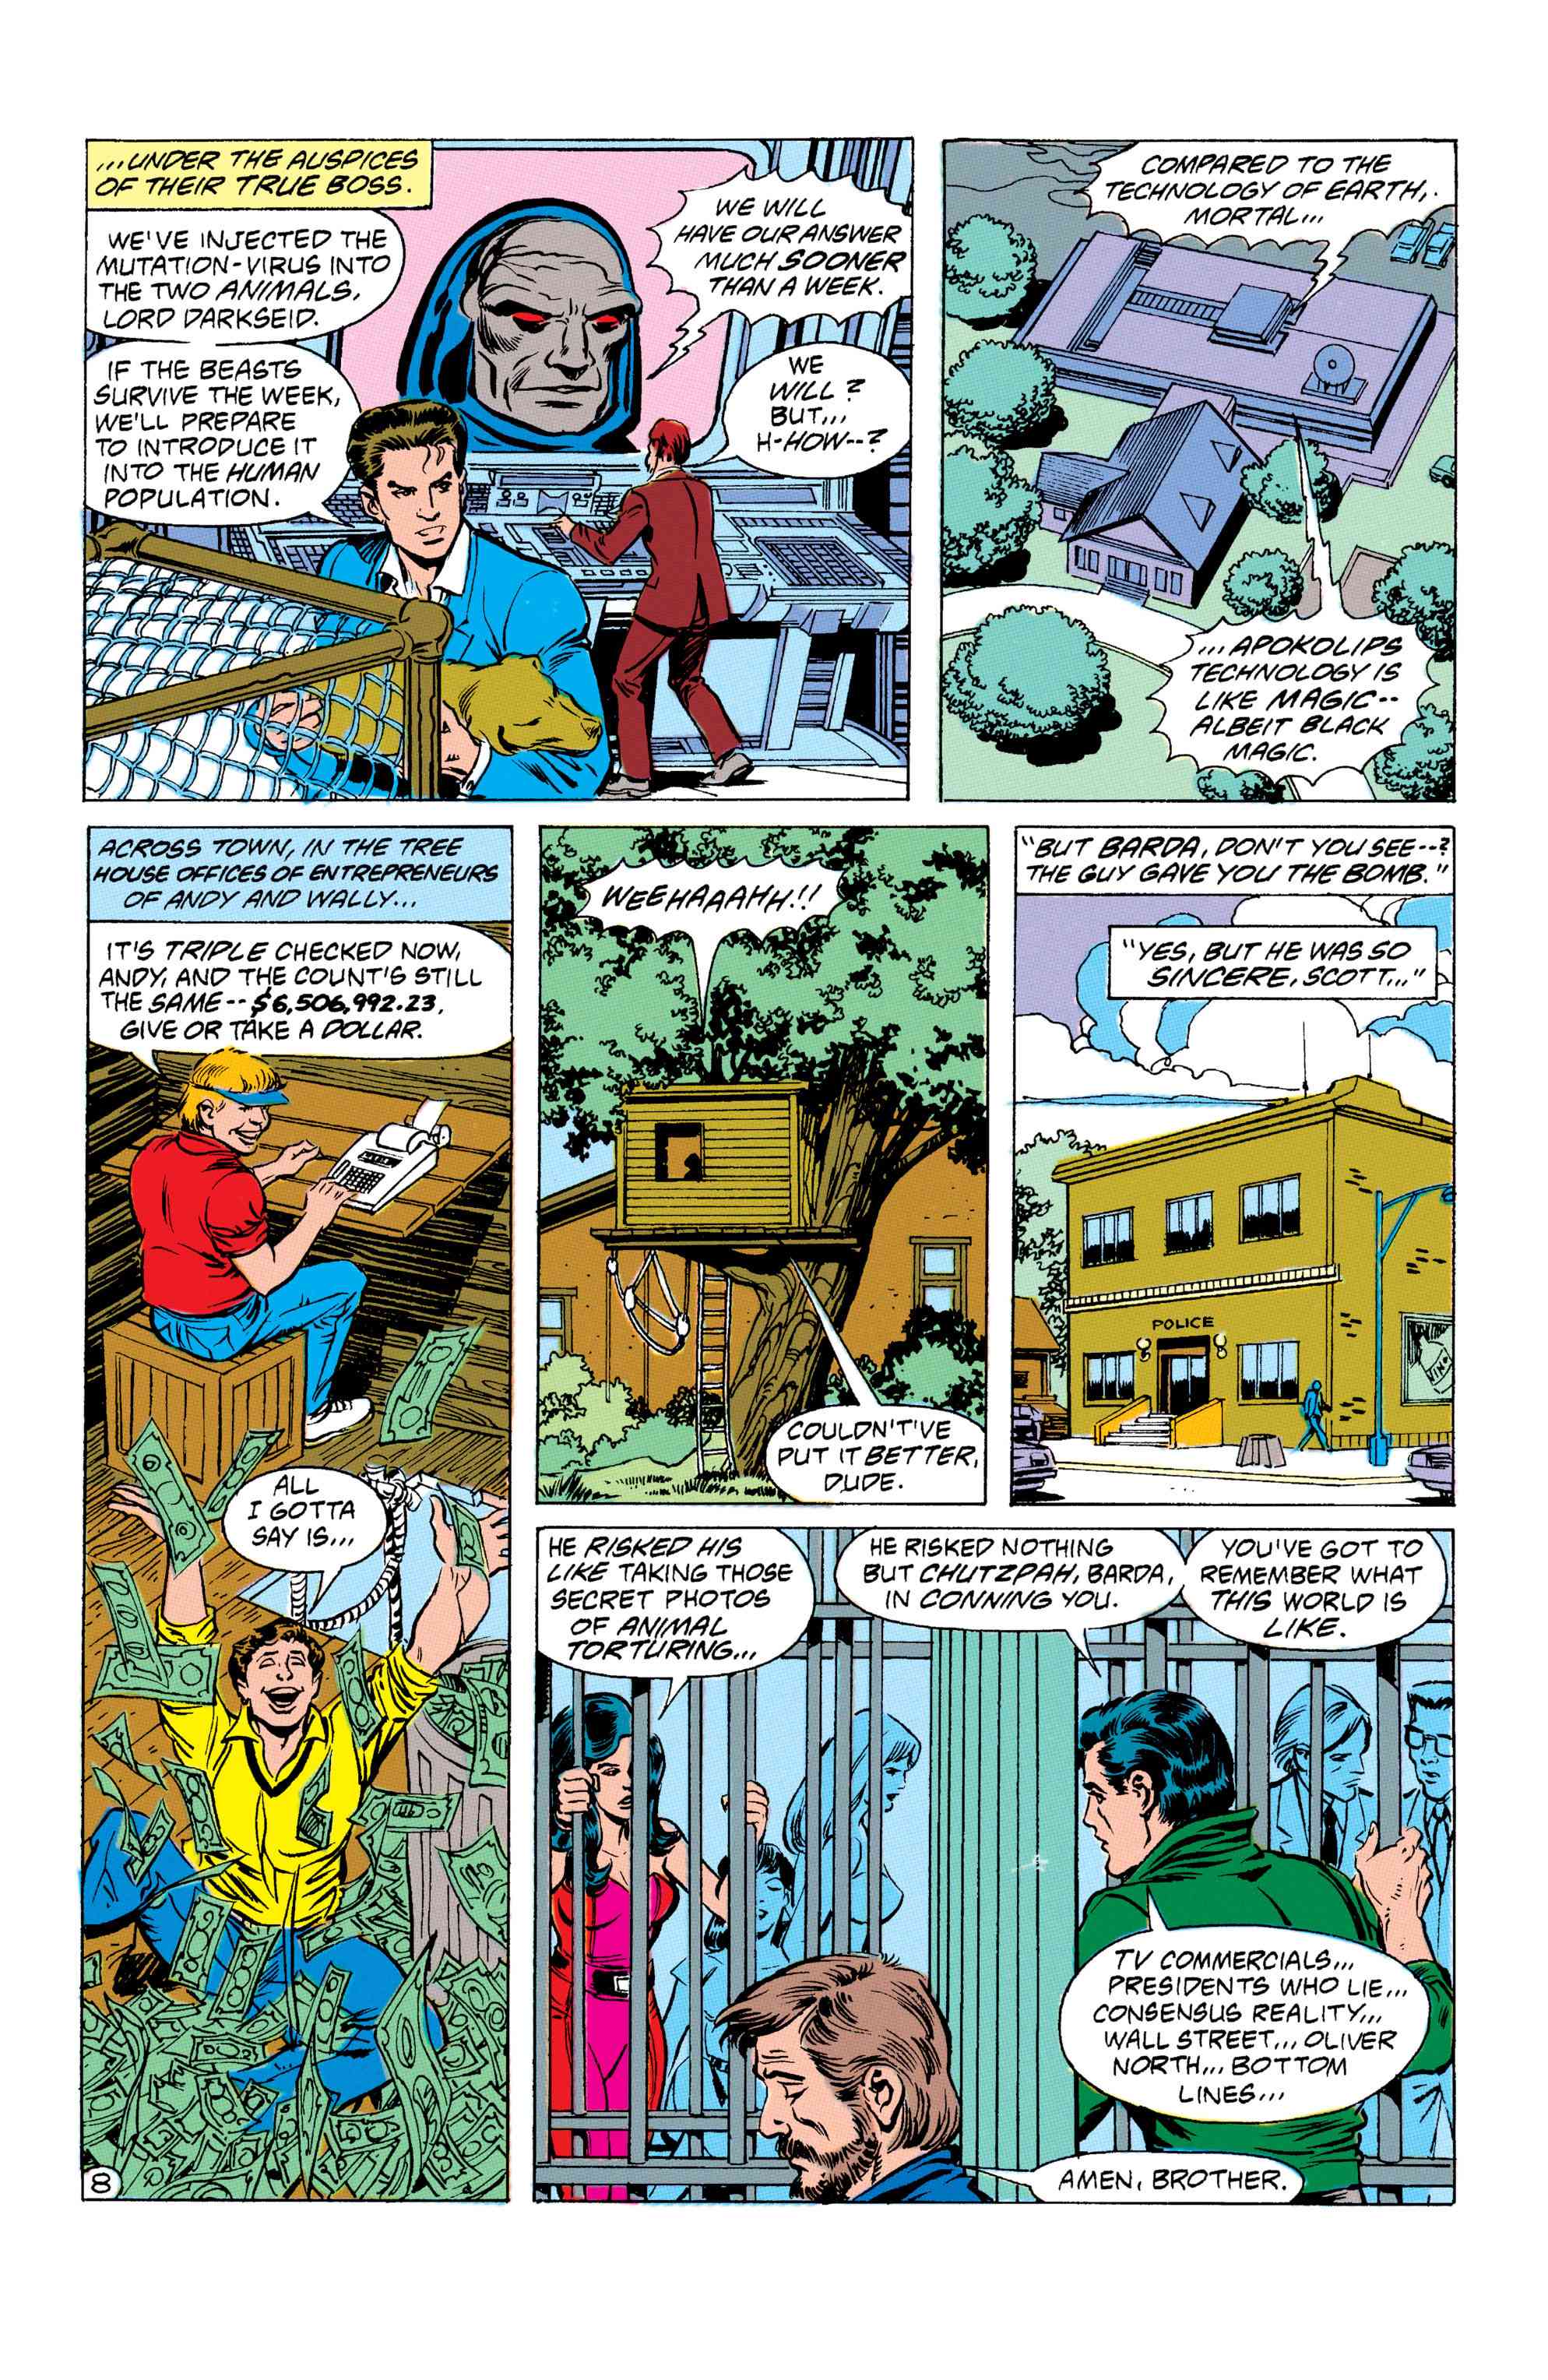 ...UNDER THE AUSPICES
OF THEIR TRUE BOSS.
WE'VE INJECTED THE
MUTATION-VIRUS INTO
THE TWO ANIMALS,
LORD DARKSEID.
IF THE BEASTS
SURVIVE THE WEEK,
WE'LL PREPARE
TO INTRODUCE IT
INTO THE HUMAN
POPULATION.
WE WILL
HAVE OUR ANSWER
MUCH SOONER
THAN A WEEK.
WE
WILL?
BUT...
H-HOW--?
COMPARED TO THE
TECHNOLOGY OF EARTH,
MORTAL...
...APOKOLIPS
TECHNOLOGY IS
LIKE MAGIC--
ALBEIT BLACK
MAGIC.
ACROSS TOWN, IN THE TREE
HOUSE OFFICES OF ENTREPRENEURS
OF ANDY AND WALLY...
IT'S TRIPLE CHECKED NOW,
ANDY, AND THE COUNT'S STILL
THE SAME--$6,506,992.23,
GIVE OR TAKE A DOLLAR.
ALL
I GOTTA
SAY IS...
WEEHAAAHH!!
COULDN'T'VE
PUT IT BETTER,
DUDE.
"BUT BARDA, DON'T YOU SEE--?
THE GUY GAVE YOU THE BOMB."
"YES, BUT HE WAS SO
SINCERE, SCOTT..."
POLICE
VINO
HE RISKED HIS
LIKE TAKING THOSE
SECRET PHOTOS
OF ANIMAL
TORTURING...
HE RISKED NOTHING
BUT CHUTZPAH, BARDA,
IN CONNING YOU.
YOU'VE GOT TO
REMEMBER WHAT
THIS WORLD IS
LIKE.
TV COMMERCIALS...
PRESIDENTS WHO LIE...
CONSENSUS REALITY...
WALL STREET... OLIVER
NORTH... BOTTOM
LINES...
AMEN, BROTHER.
8